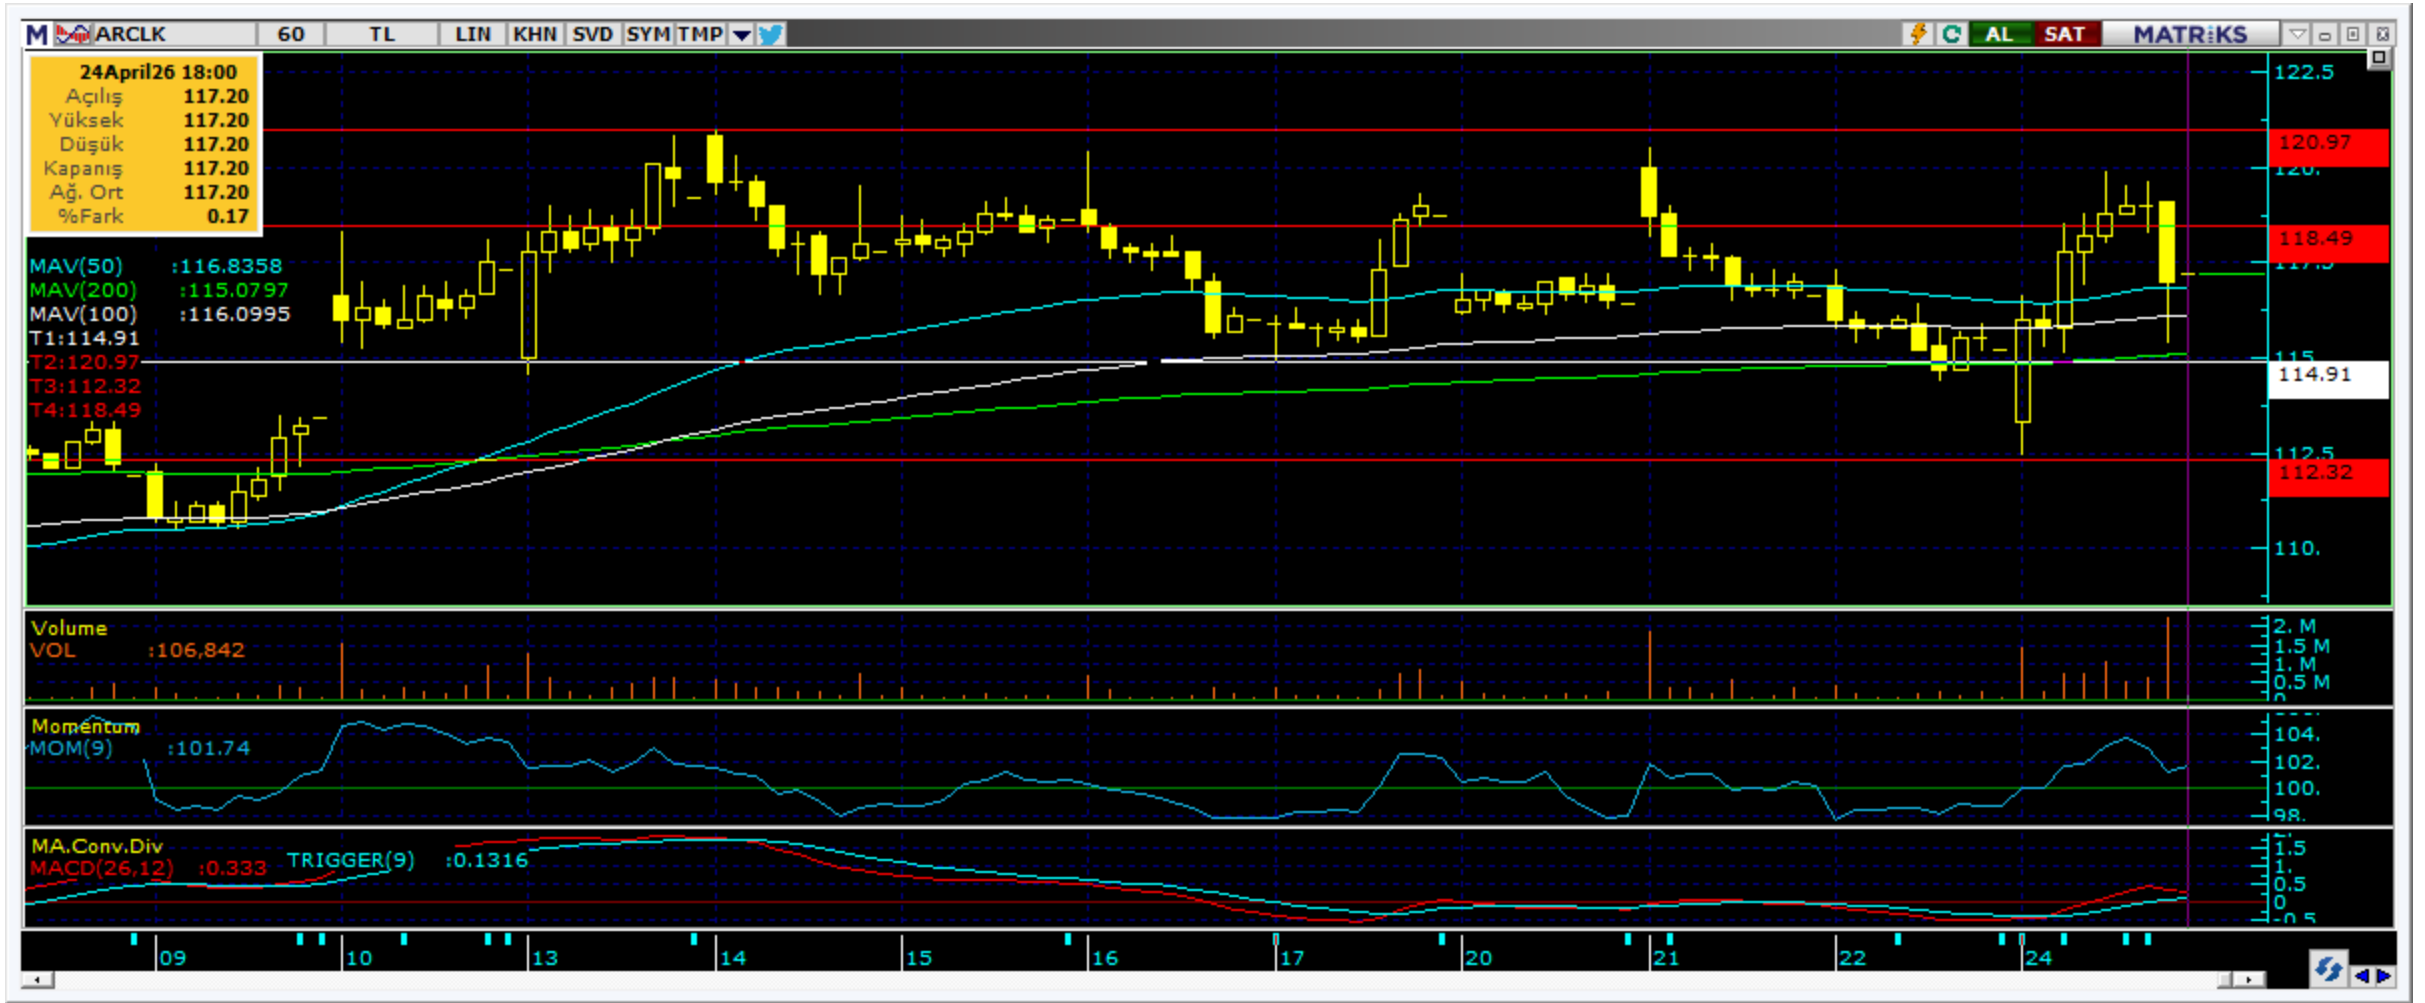 M ARCLK 60 TL LIN KHN SVD SYM TMP AL SAT MATRiKS
24April26 18:00
Açılış 117.20
Yüksek 117.20
Düşük 117.20
Kapanış 117.20
Ağ. Ort 117.20
%Fark 0.17
MAV(50) :116.8358
MAV(200) :115.0797
MAV(100) :116.0995
T1:114.91
T2:120.97
T3:112.32
T4:118.49
122.5
120.97
120.
118.49
117.5
115.
114.91
112.5
112.32
110.
Volume
VOL :106,842
2. M
1.5 M
1. M
0.5 M
0
Momentum
MOM(9) :101.74
104.
102.
100.
98.
MA.Conv.Div
MACD(26,12) :0.333 TRIGGER(9) :0.1316
1.5
1.
0.5
0
-0.5
09 10 13 14 15 16 17 20 21 22 24